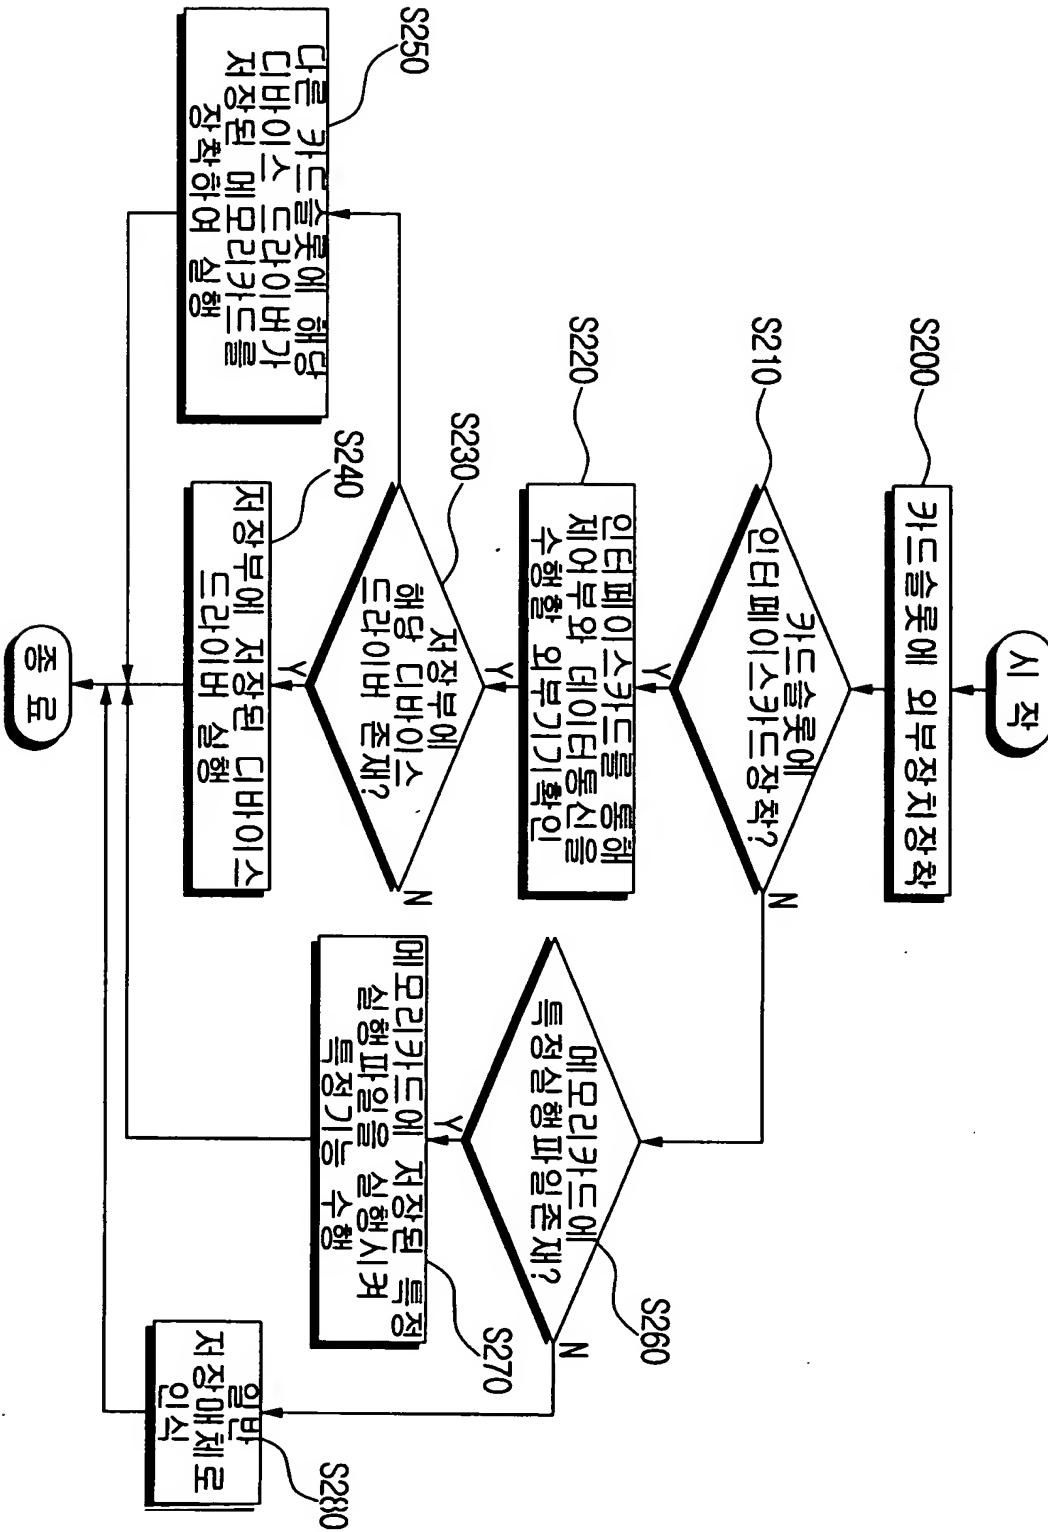 시 작
S200
카드슬롯에 외부장치장착
S210
카드슬롯에
인터페이스카드장착?
N
Y
S220
인터페이스카드를 통해
제어부와 데이터통신을
수행할 외부기기확인
Y
S230
저장부에
해당 디바이스
드라이버 존재?
N
Y
S240
저장부에 저장된 디바이스
드라이버 실행
S250
다른 카드슬롯에 해당
디바이스 드라이버가
저장된 메모리카드를
장착하여 실행
S260
메모리카드에
특정실행파일존재?
N
Y
S270
메모리카드에 저장된 특정
실행파일을 실행시켜
특정기능 수행
S280
일반
저장매체로
인식
종 료